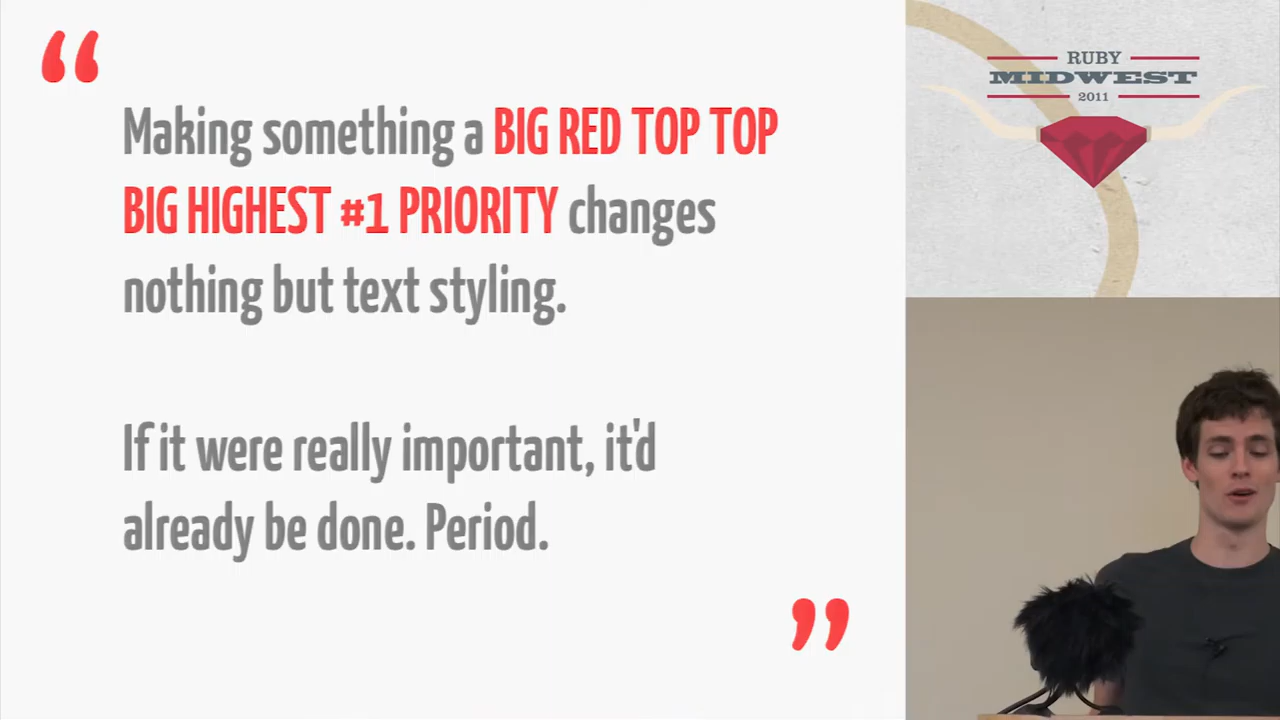 “
Making something a BIG RED TOP TOP
BIG HIGHEST #1 PRIORITY changes
nothing but text styling.
If it were really important, it'd
already be done. Period.
”
RUBY
MIDWEST
2011